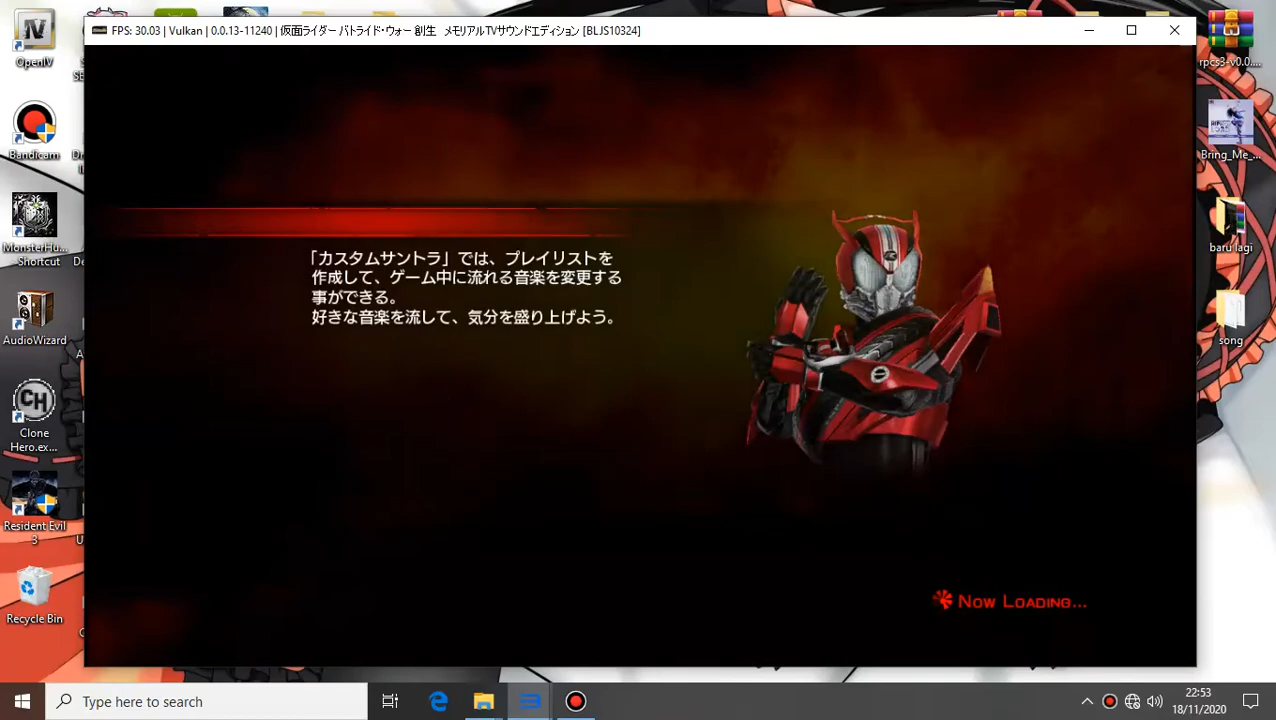 OpenIV
FPS: 30.03 | Vulkan | 0.0.13-11240 | 仮面ライダー バトライド・ウォー 創生　メモリアルTVサウンドエディション [BLJS10324]
rpcs3-v0.0....
Bandicam
Bring_Me_...
MonsterHu...
Shortcut
baru lagi
「カスタムサントラ」では、プレイリストを
作成して、ゲーム中に流れる音楽を変更する
事ができる。
好きな音楽を流して、気分を盛り上げよう。
AudioWizard
song
CH
Clone
Hero.ex...
Resident Evil
3
Recycle Bin
Now Loading...
Type here to search
22:53
18/11/2020